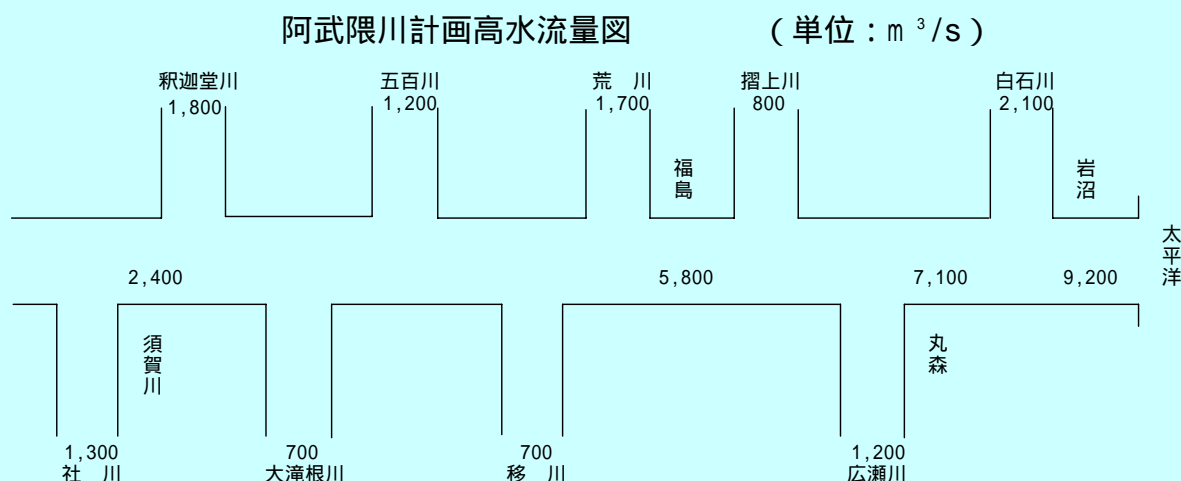 阿武隈川計画高水流量図 (単位:m³/s)
釈迦堂川 五百川 荒 川 摺上川 白石川
1,800 1,200 1,700 800 2,100
福島 岩沼
太平洋
2,400 5,800 7,100 9,200
須賀川 丸森
1,300 700 700 1,200
社 川 大滝根川 移 川 広瀬川